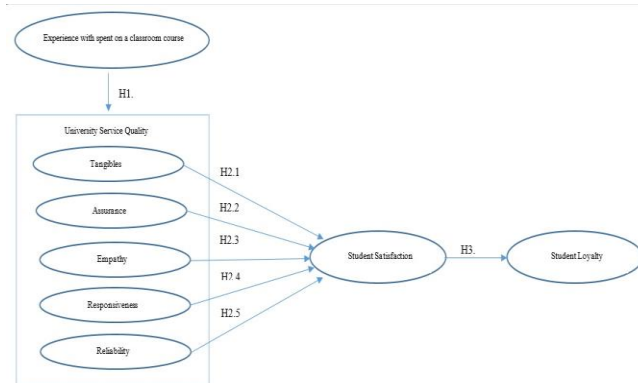 Experience with spent on a classroom course
H1.
University Service Quality
Tangibles
H2.1
Assurance
H2.2
H2.3
Empathy
Student Satisfaction
H3.
Student Loyalty
H2.4
Responsiveness
H2.5
Reliability